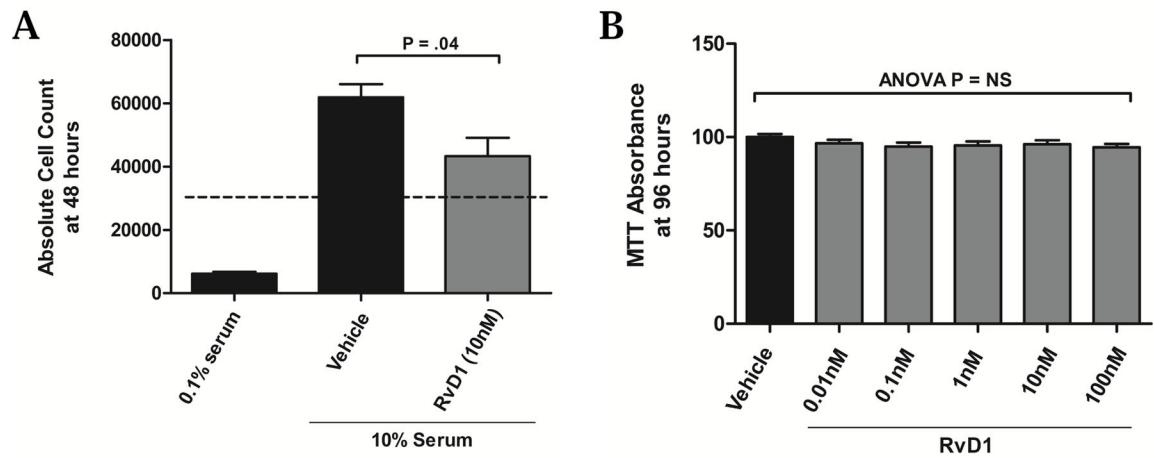 A
Absolute Cell Count
at 48 hours
80000
60000
40000
20000
0
P = .04
0.1% serum
Vehicle
RvD1 (10nM)
10% Serum
B
MTT Absorbance
at 96 hours
150
100
50
0
ANOVA P = NS
Vehicle
0.01nM
0.1nM
1nM
10nM
100nM
RvD1